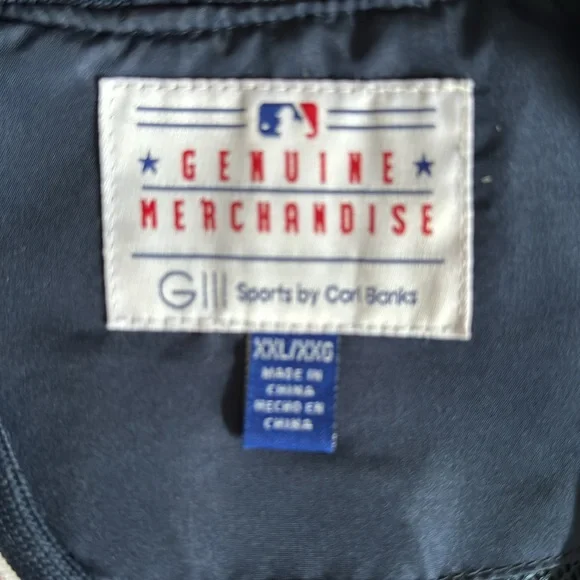 GENUINE
MERCHANDISE
GIII Sports by Carl Banks
XXL/XXG
MADE IN
CHINA
HECHO EN
CHINA